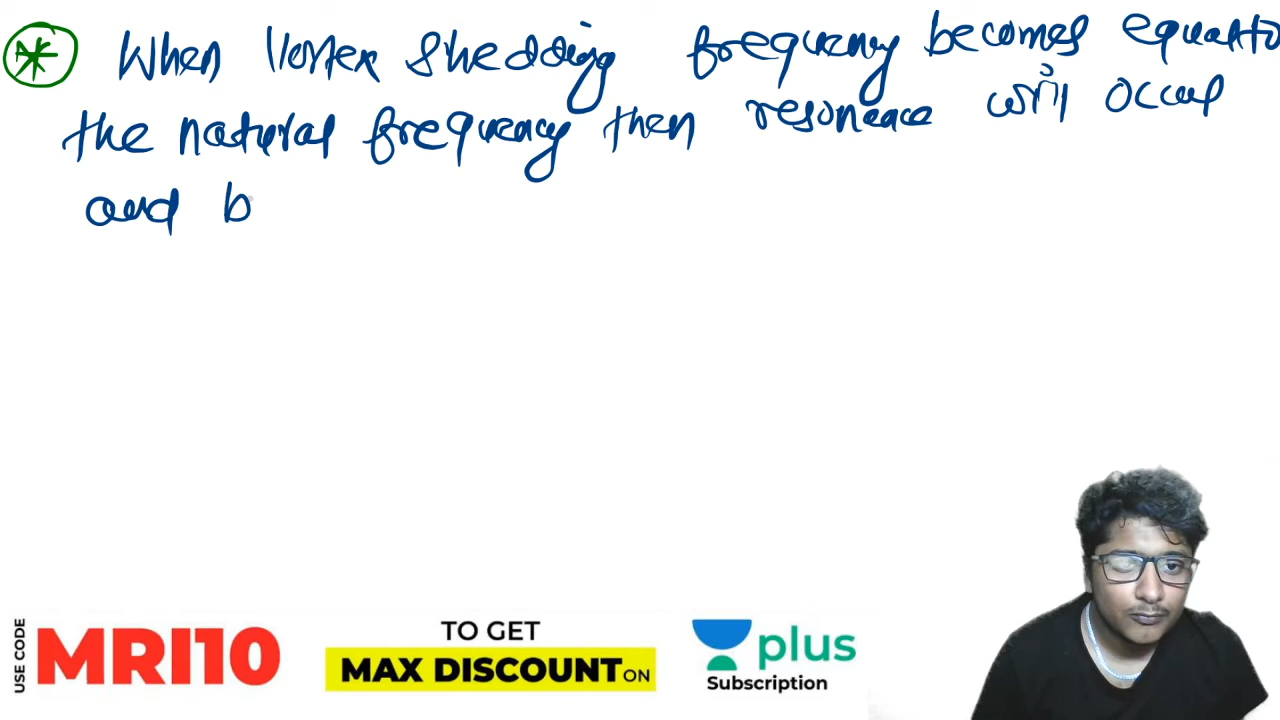 When Vortex Shedding frequency becomes equal to
the natural frequency then resonance will occur
and b
USE CODE
MRI10
TO GET
MAX DISCOUNT ON
plus
Subscription